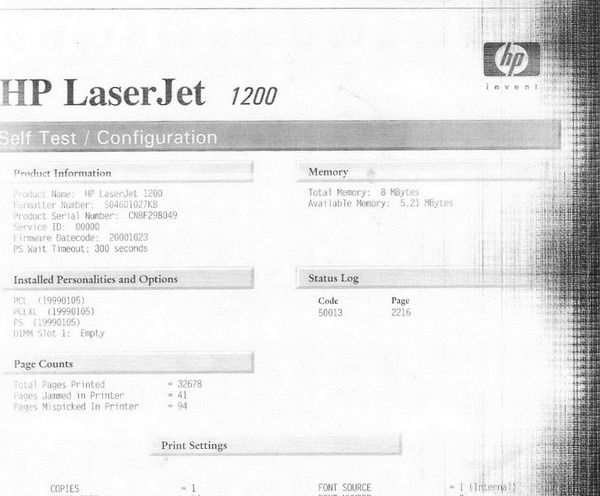 hp
invent
HP LaserJet 1200
Self Test / Configuration
Product Information
Product Name: HP LaserJet 1200
Formatter Number: S04601027KB
Product Serial Number: CNBF298049
Service ID: 00000
Firmware Datecode: 20001023
PS Wait Timeout: 300 seconds
Memory
Total Memory: 8 MBytes
Available Memory: 5.21 MBytes
Installed Personalities and Options
PCL (19990105)
PCLXL (19990105)
PS (19990105)
DIMM Slot 1: Empty
Status Log
Code Page
50013 2216
Page Counts
Total Pages Printed = 32678
Pages Jammed in Printer = 41
Pages Mispicked In Printer = 94
Print Settings
COPIES = 1
FONT SOURCE = 1 (Internal)